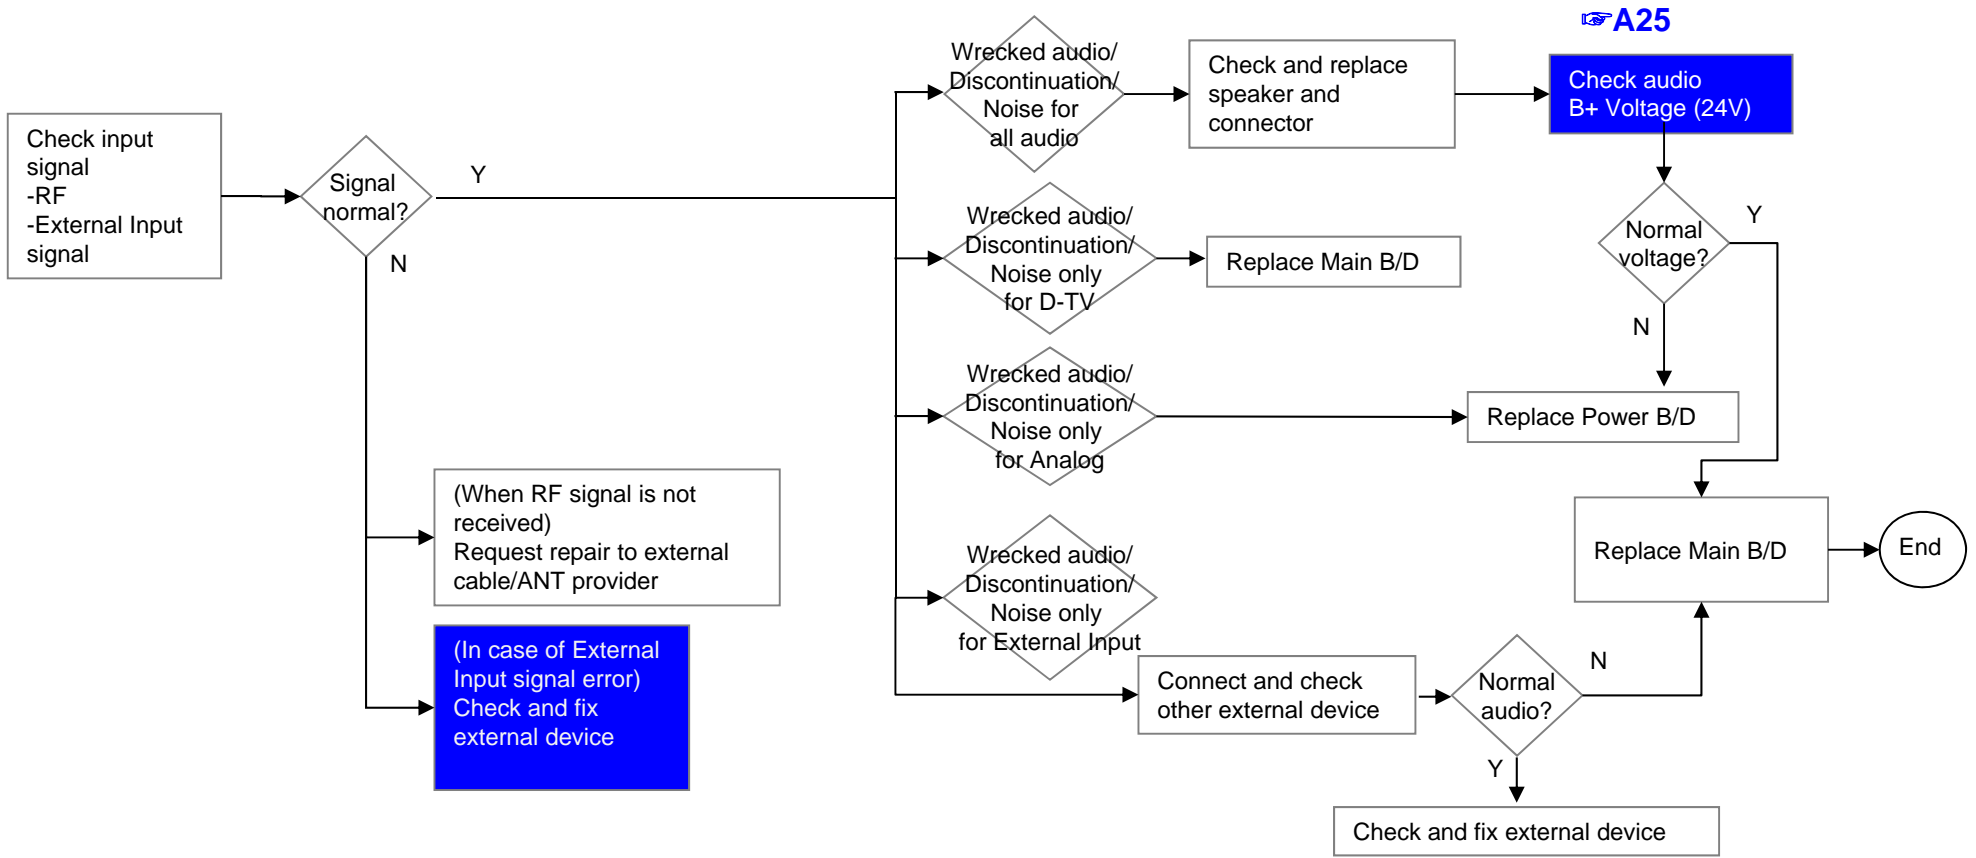 ☞A25
Check input
signal
-RF
-External Input
signal
Signal
normal?
Y
N
(When RF signal is not
received)
Request repair to external
cable/ANT provider
(In case of External
Input signal error)
Check and fix
external device
Wrecked audio/
Discontinuation/
Noise for
all audio
Check and replace
speaker and
connector
Check audio
B+ Voltage (24V)
Normal
voltage?
Y
N
Wrecked audio/
Discontinuation/
Noise only
for D-TV
Replace Main B/D
Wrecked audio/
Discontinuation/
Noise only
for Analog
Replace Power B/D
Wrecked audio/
Discontinuation/
Noise only
for External Input
Connect and check
other external device
Normal
audio?
N
Y
Replace Main B/D
End
Check and fix external device